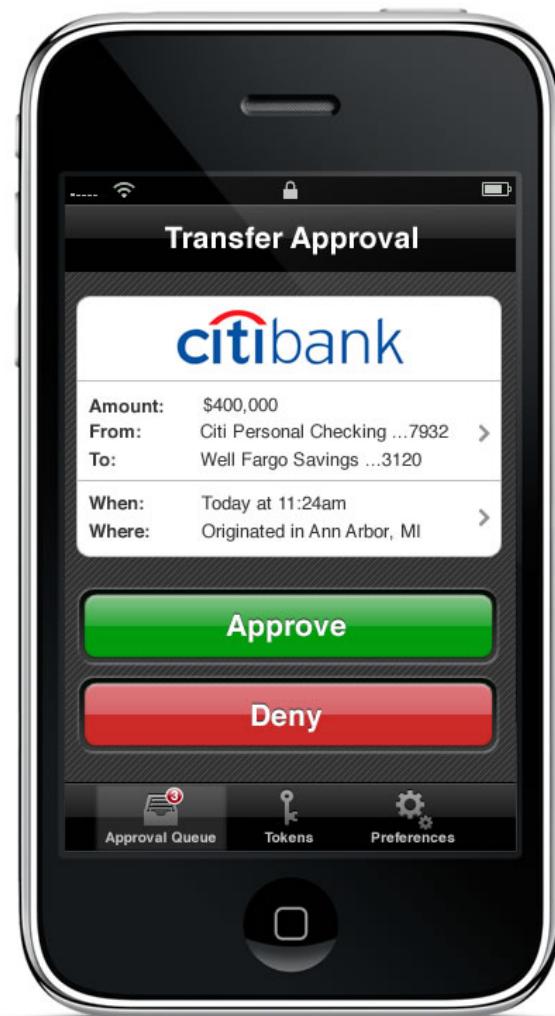 Transfer Approval
citibank
Amount: $400,000
From: Citi Personal Checking ...7932
To: Well Fargo Savings ...3120
When: Today at 11:24am
Where: Originated in Ann Arbor, MI
Approve
Deny
3
Approval Queue Tokens Preferences